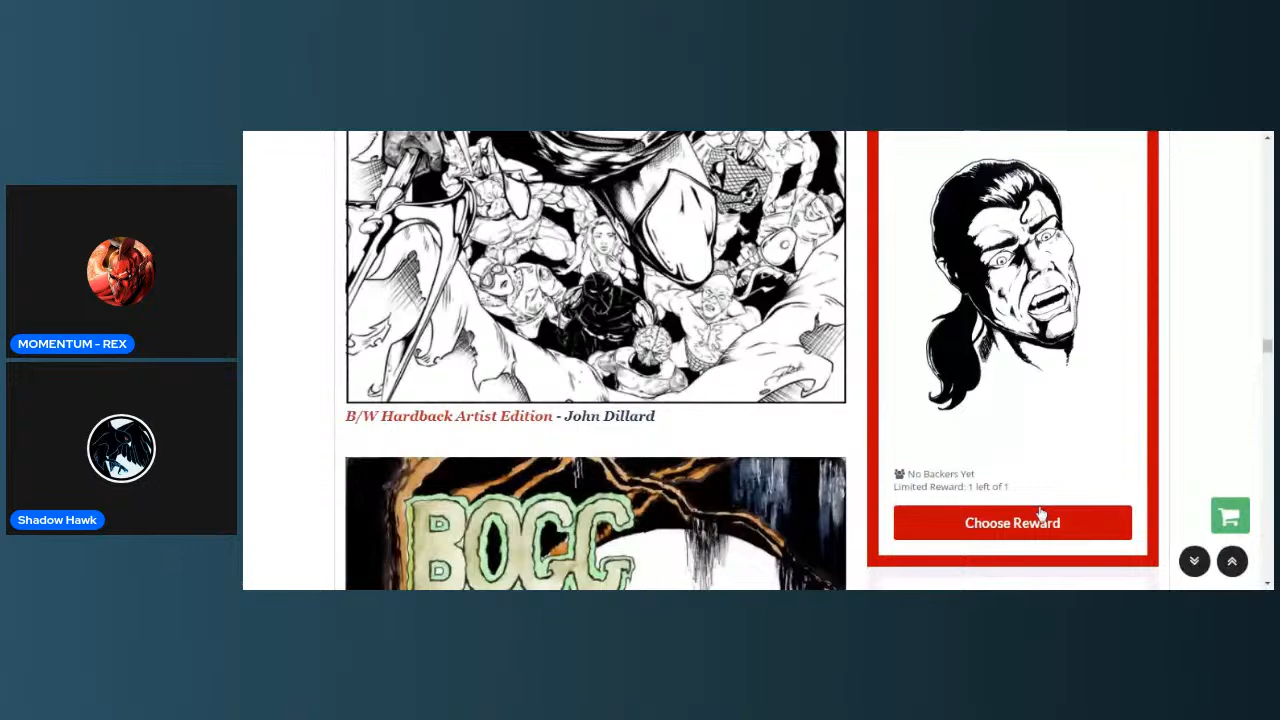 MOMENTUM - REX
Shadow Hawk
B/W Hardback Artist Edition - John Dillard
BOGG
No Backers Yet
Limited Reward: 1 left of 1
Choose Reward